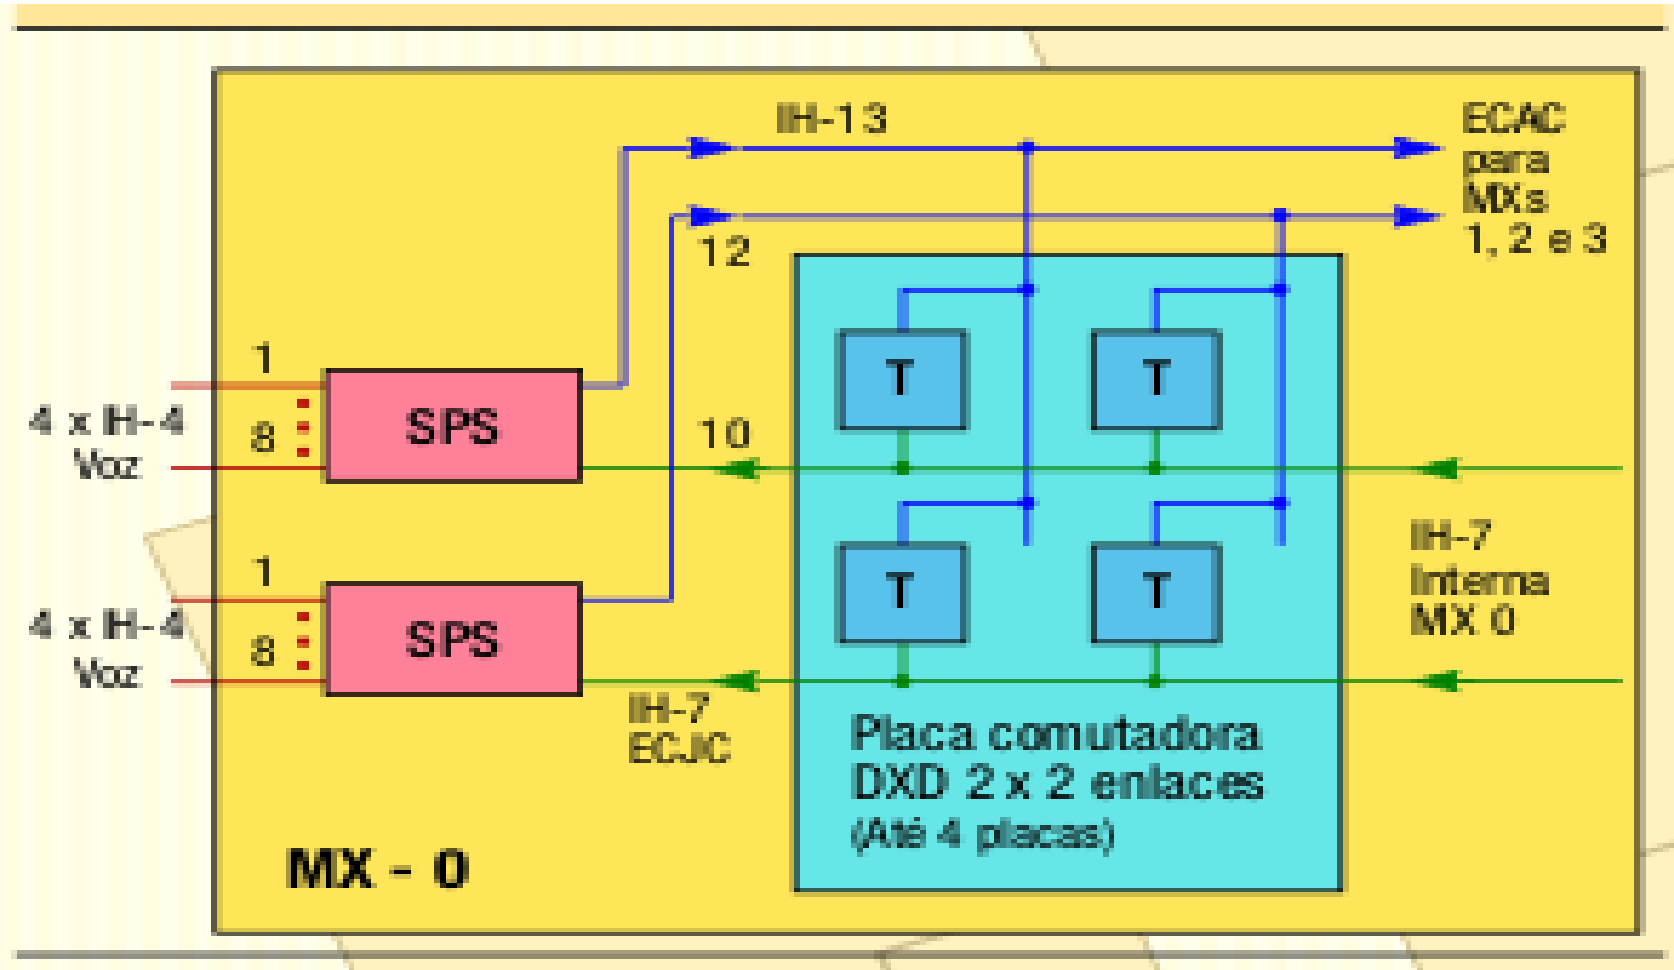 IH-13
ECAC
para
MXs
1, 2 e 3
12
1
4 x IH-4
8
Voz
SPS
10
T
T
1
4 x IH-4
8
Voz
SPS
T
T
IH-7
Interna
MX 0
IH-7
ECJC
Placa comutadora
DXD 2 x 2 enlaces
(Até 4 placas)
MX - 0